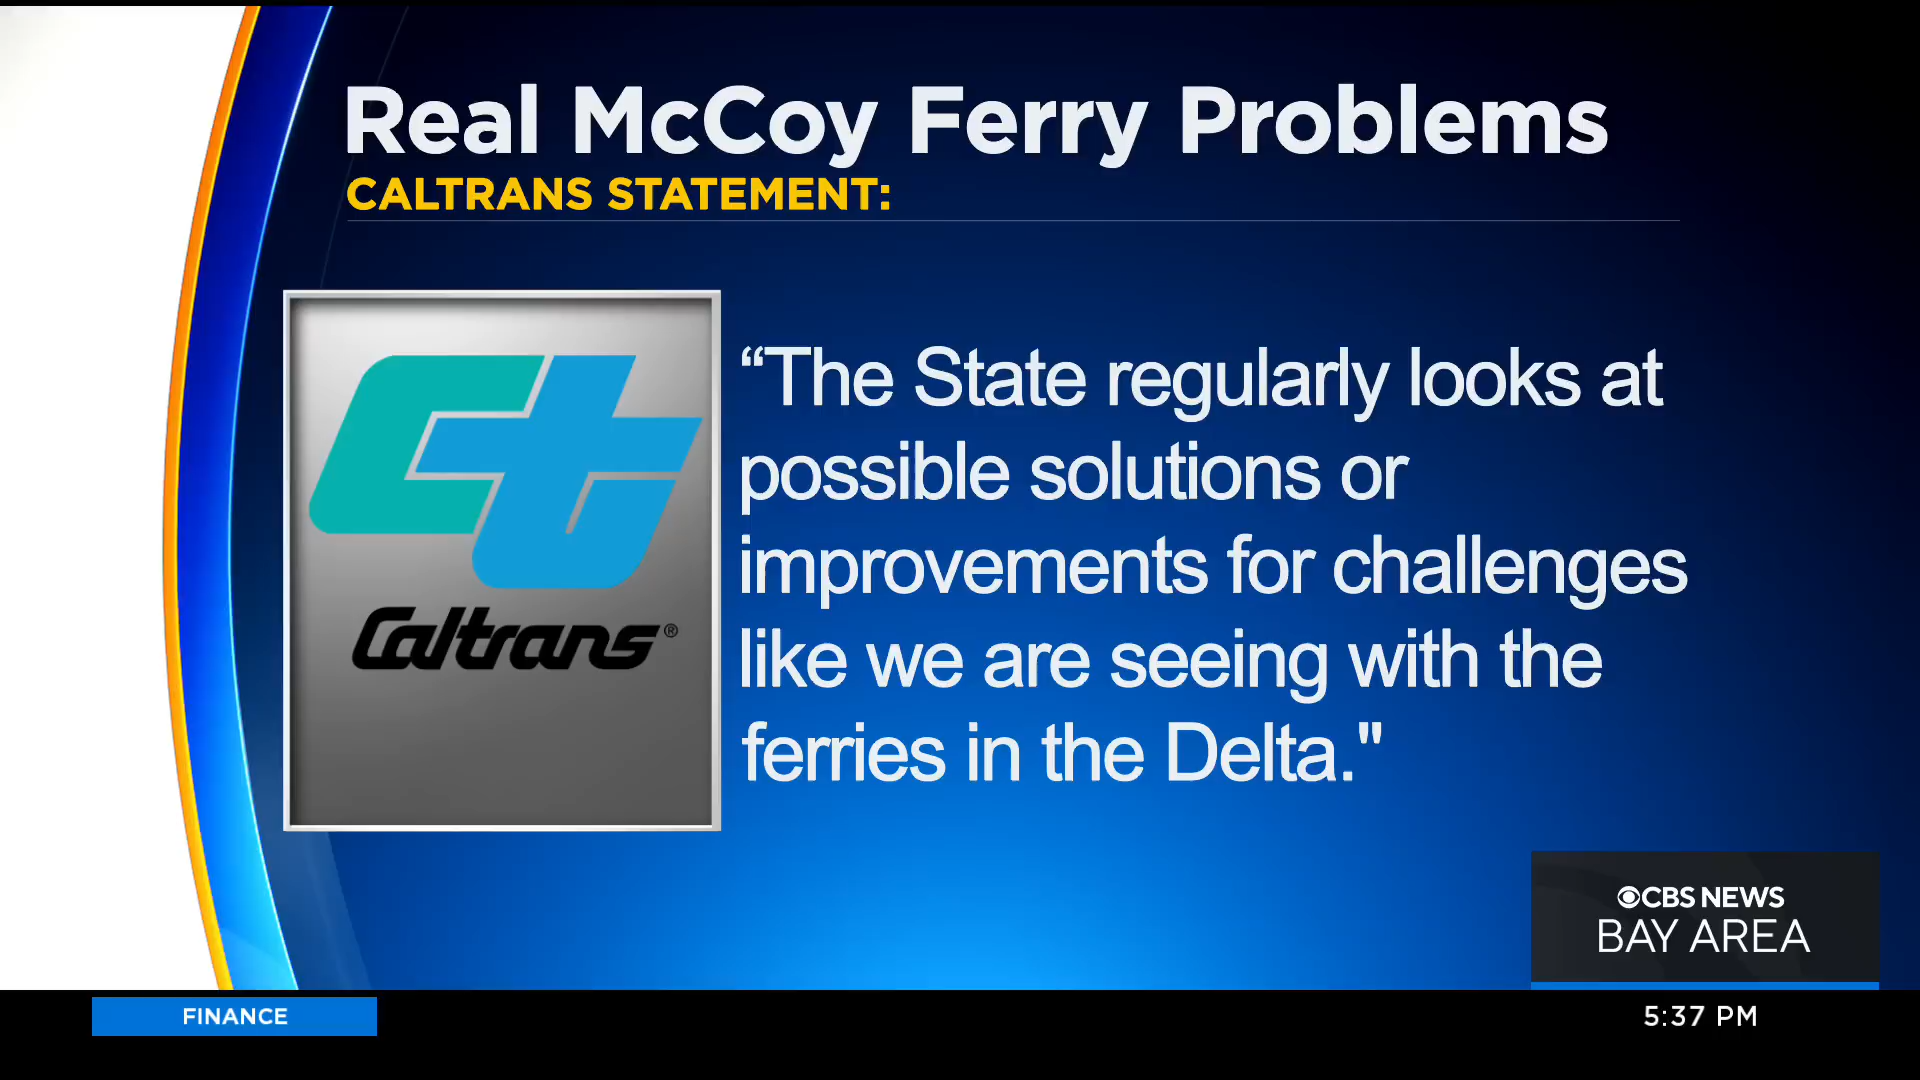 Real McCoy Ferry Problems
CALTRANS STATEMENT:
Ct
Caltrans®
“The State regularly looks at
possible solutions or
improvements for challenges
like we are seeing with the
ferries in the Delta."
CBS NEWS
BAY AREA
FINANCE
5:37 PM